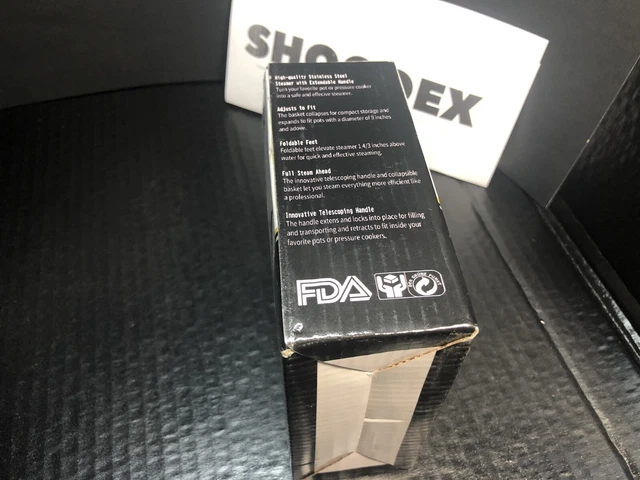 SHO DEX
High-quality Stainless Steel
Steamer with Extendable Handle
Turn your favorite pot or pressure cooker
into a safe and effective steamer.
Adjusts to Fit
The basket collapses for compact storage and
expands to fit pots with a diameter of 9 inches
and adove.
Foldable Feet
Foldable feet elevate steamer 1 4/3 inches above
water for quick and effective steaming.
Full Steam Ahead
The innovative telescoping handle and collapsible
basket let you steam everything more efficient like
a professional.
Innovative Telescoping Handle
The handle extens and locks into place for filling
and transporting and retracts to fit inside your
favorite pots or pressure cookers.
FDA